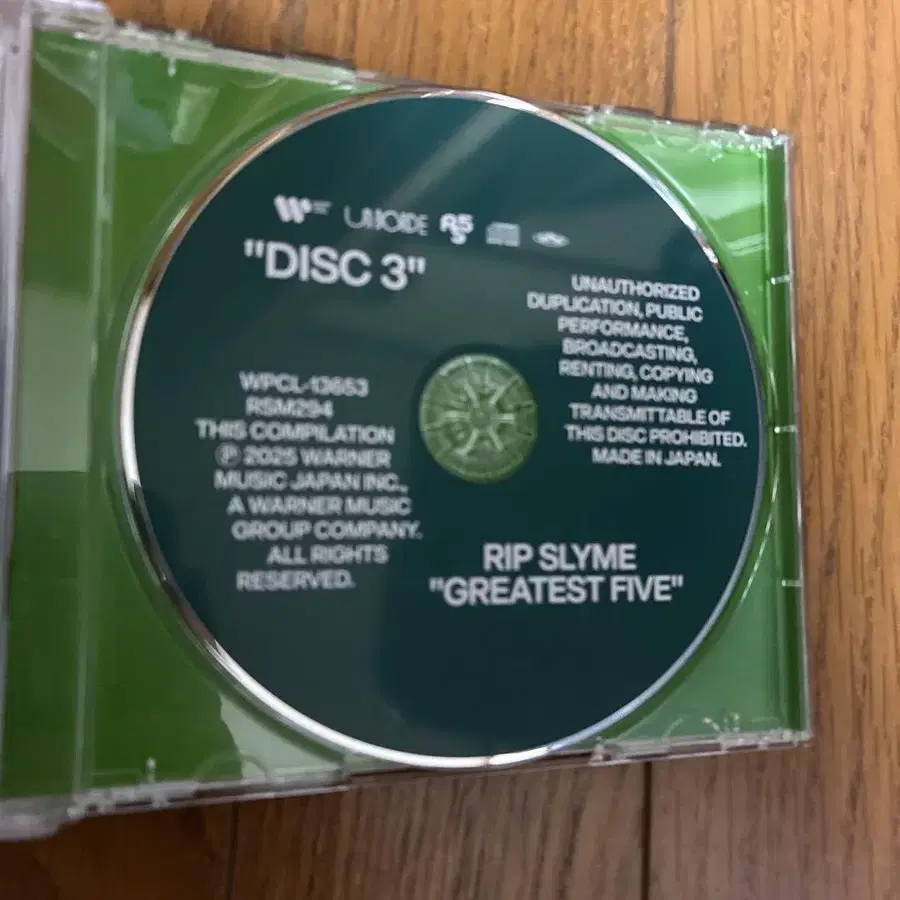 UNBORDE
"DISC 3"
UNAUTHORIZED
DUPLICATION, PUBLIC
PERFORMANCE,
BROADCASTING,
RENTING, COPYING
AND MAKING
TRANSMITTABLE OF
THIS DISC PROHIBITED.
MADE IN JAPAN.
WPCL-13653
RSM294
THIS COMPILATION
℗ 2025 WARNER
MUSIC JAPAN INC.,
A WARNER MUSIC
GROUP COMPANY.
ALL RIGHTS
RESERVED.
RIP SLYME
"GREATEST FIVE"